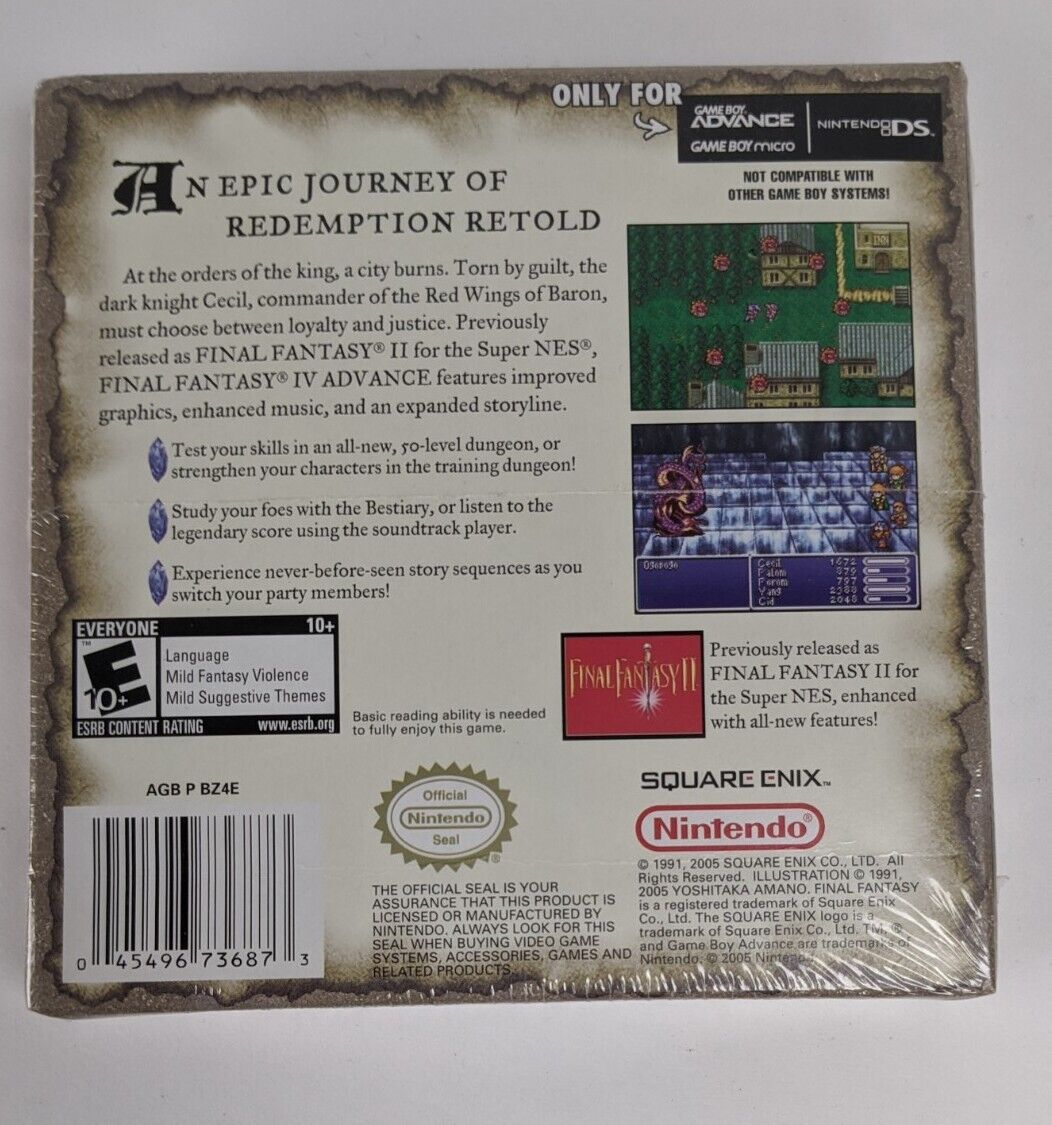 ONLY FOR
GAME BOY ADVANCE
GAME BOY micro
NINTENDO DS™
NOT COMPATIBLE WITH
OTHER GAME BOY SYSTEMS!
AN EPIC JOURNEY OF
REDEMPTION RETOLD
At the orders of the king, a city burns. Torn by guilt, the
dark knight Cecil, commander of the Red Wings of Baron,
must choose between loyalty and justice. Previously
released as FINAL FANTASY® II for the Super NES®,
FINAL FANTASY® IV ADVANCE features improved
graphics, enhanced music, and an expanded storyline.
Test your skills in an all-new, 50-level dungeon, or
strengthen your characters in the training dungeon!
Study your foes with the Bestiary, or listen to the
legendary score using the soundtrack player.
Experience never-before-seen story sequences as you
switch your party members!
INN
Cecil 1672
Palom 879
Porom 797
Yang 2388
Cid 2048
EVERYONE 10+
E
10+
Language
Mild Fantasy Violence
Mild Suggestive Themes
ESRB CONTENT RATING www.esrb.org
Basic reading ability is needed
to fully enjoy this game.
FINAL FANTASY II
Previously released as
FINAL FANTASY II for
the Super NES, enhanced
with all-new features!
AGB P BZ4E
0 45496 73687 3
Official
Nintendo
Seal
®
THE OFFICIAL SEAL IS YOUR
ASSURANCE THAT THIS PRODUCT IS
LICENSED OR MANUFACTURED BY
NINTENDO. ALWAYS LOOK FOR THIS
SEAL WHEN BUYING VIDEO GAME
SYSTEMS, ACCESSORIES, GAMES AND
RELATED PRODUCTS.
SQUARE ENIX™
Nintendo®
© 1991, 2005 SQUARE ENIX CO., LTD. All
Rights Reserved. ILLUSTRATION © 1991,
2005 YOSHITAKA AMANO. FINAL FANTASY
is a registered trademark of Square Enix
Co., Ltd. The SQUARE ENIX logo is a
trademark of Square Enix Co., Ltd. TM, ®
and Game Boy Advance are trademarks of
Nintendo. © 2005 Nintendo.